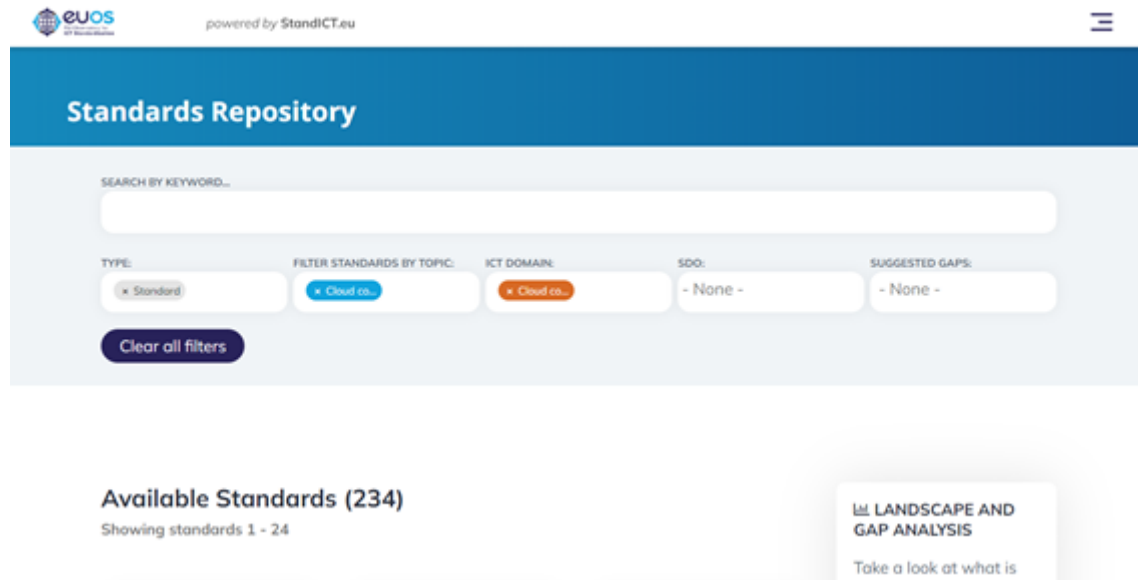 euos
ICT Standardisation
powered by StandICT.eu
Standards Repository
SEARCH BY KEYWORD...
TYPE:
FILTER STANDARDS BY TOPIC:
ICT DOMAIN:
SDO:
SUGGESTED GAPS:
× Standard
× Cloud co...
× Cloud co...
- None -
- None -
Clear all filters
Available Standards (234)
Showing standards 1 - 24
LANDSCAPE AND
GAP ANALYSIS
Take a look at what is